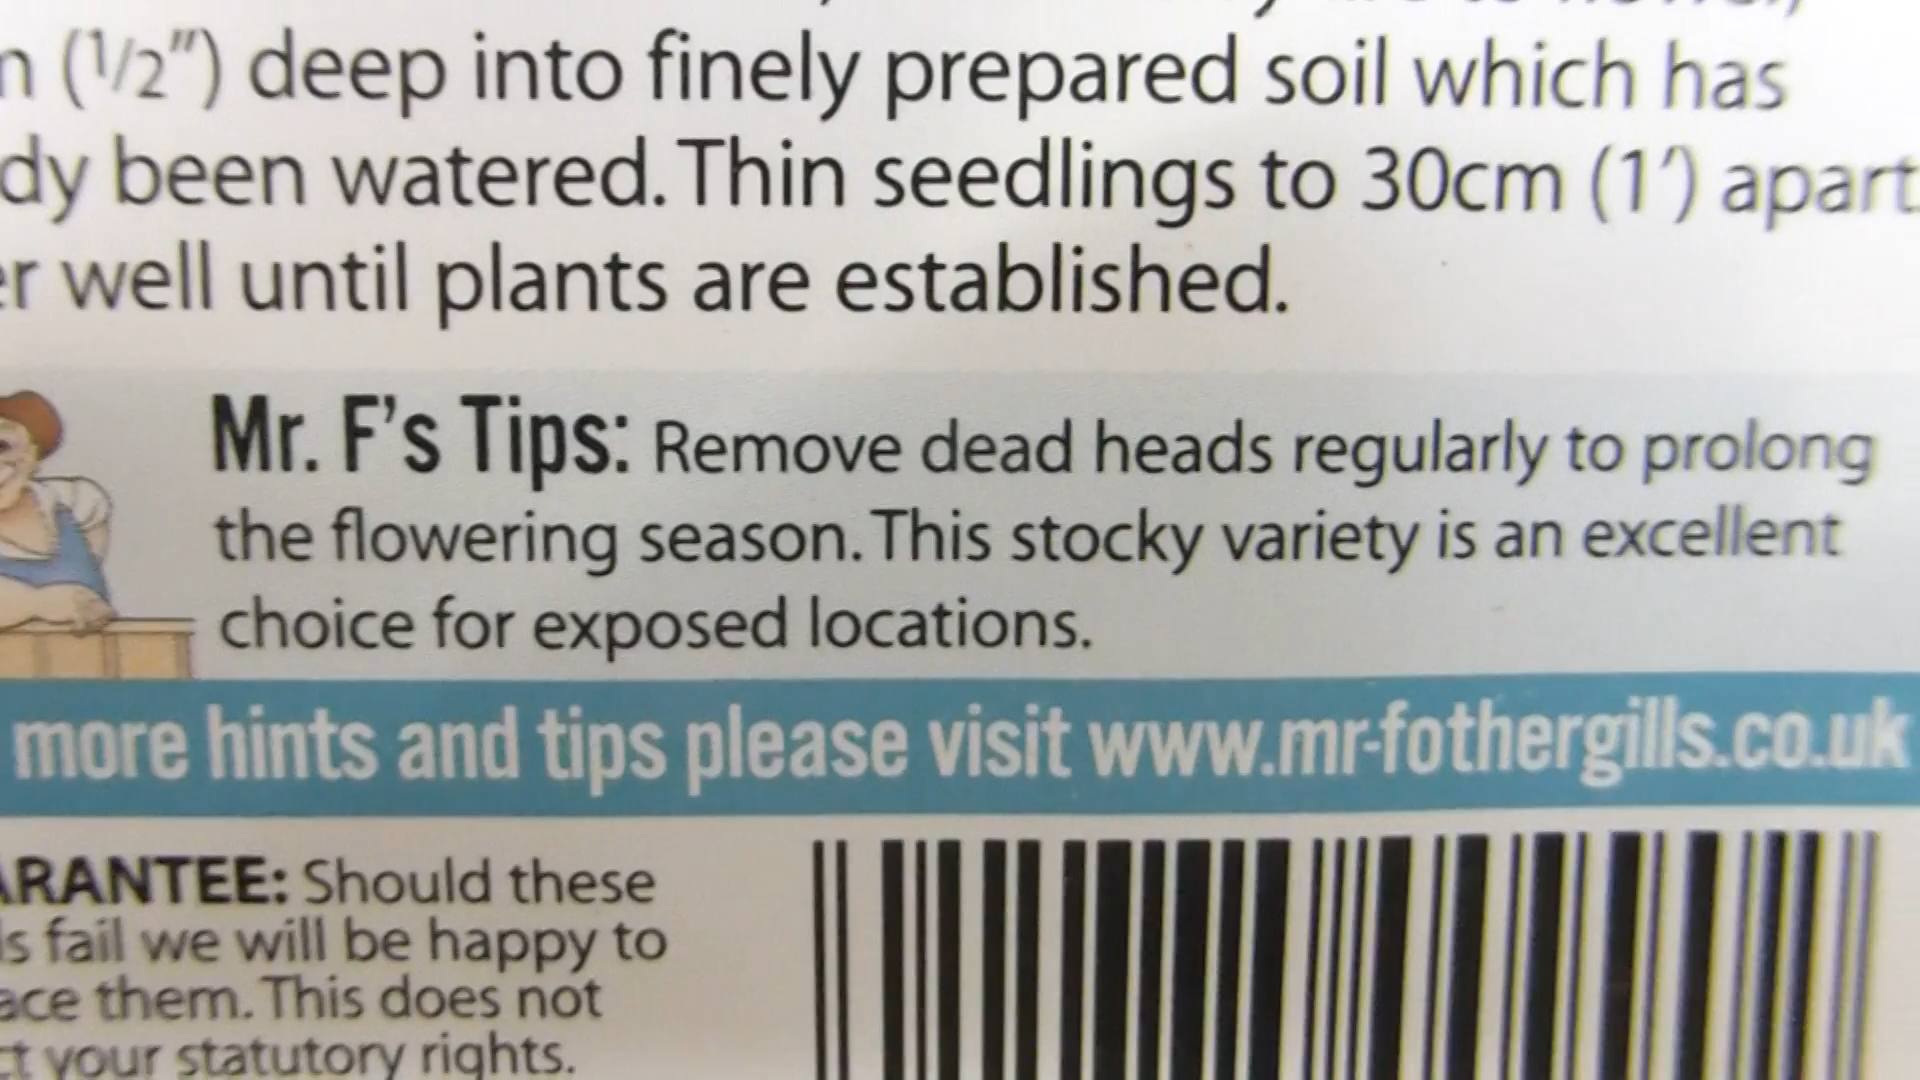 (1/2") deep into finely prepared soil which has
been watered. Thin seedlings to 30cm (1') apart.
well until plants are established.
Mr. F's Tips: Remove dead heads regularly to prolong
the flowering season. This stocky variety is an excellent
choice for exposed locations.
more hints and tips please visit www.mr-fothergills.co.uk
ARANTEE: Should these
fail we will be happy to
ace them. This does not
ct your statutory rights.